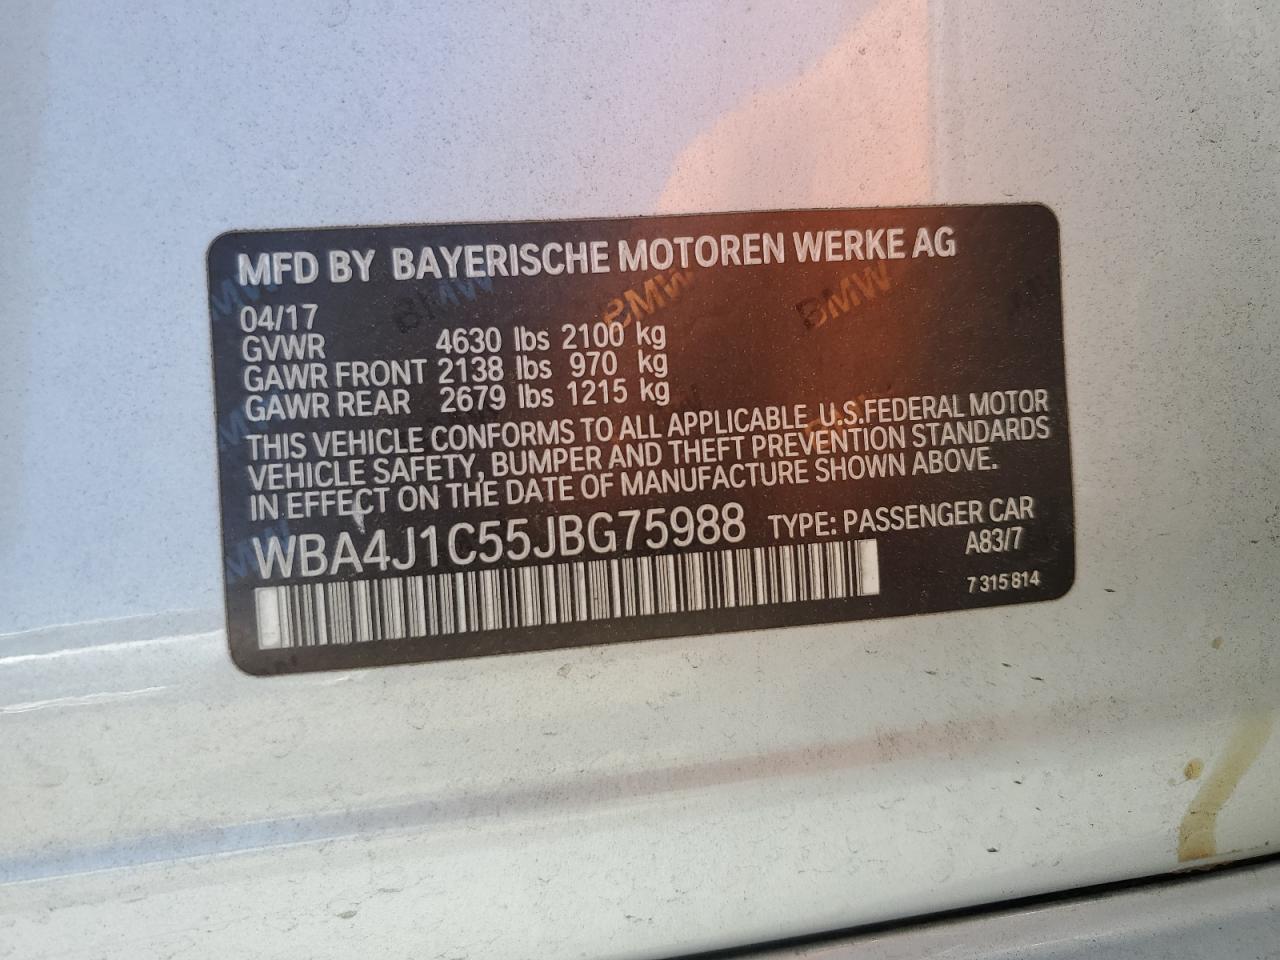 MFD BY BAYERISCHE MOTOREN WERKE AG
04/17
GVWR 4630 lbs 2100 kg
GAWR FRONT 2138 lbs 970 kg
GAWR REAR 2679 lbs 1215 kg
THIS VEHICLE CONFORMS TO ALL APPLICABLE U.S.FEDERAL MOTOR
VEHICLE SAFETY, BUMPER AND THEFT PREVENTION STANDARDS
IN EFFECT ON THE DATE OF MANUFACTURE SHOWN ABOVE.
WBA4J1C55JBG75988 TYPE: PASSENGER CAR
A83/7
7 315 814
BMW BMW BMW